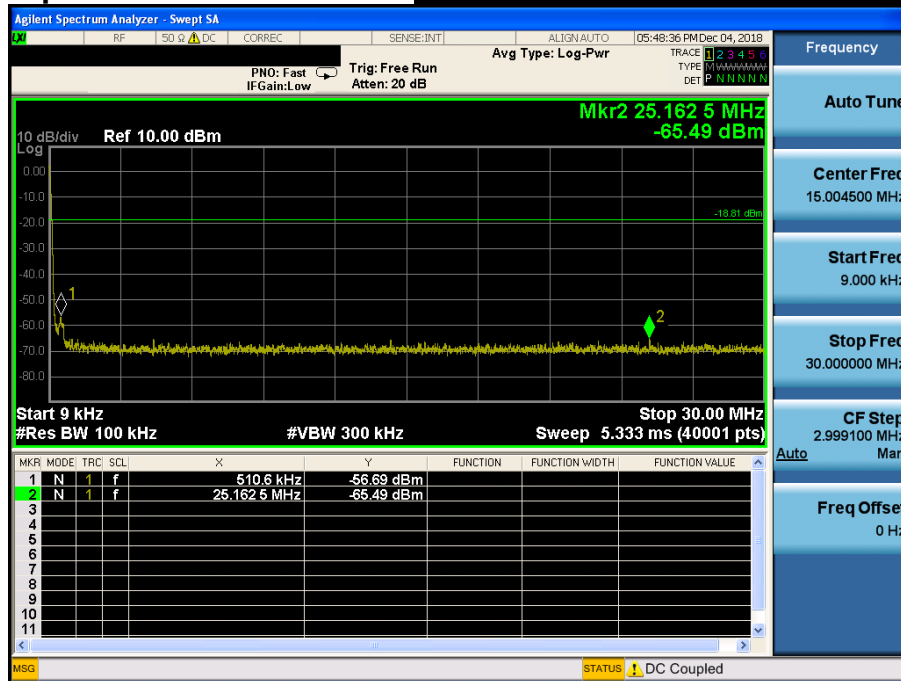 Agilent Spectrum Analyzer - Swept SA
LXI RF 50 Ω DC CORREC SENSE:INT ALIGN AUTO 05:48:36 PM Dec 04, 2018
Avg Type: Log-Pwr TRACE 1 2 3 4 5 6
PNO: Fast Trig: Free Run TYPE M WWWWW
IFGain:Low Atten: 20 dB DET P N N N N N
Mkr2 25.162 5 MHz
10 dB/div Ref 10.00 dBm -65.49 dBm
Log
0.00
-10.0
-20.0
-18.81 dBm
-30.0
-40.0
-50.0
1
-60.0
2
-70.0
-80.0
Start 9 kHz Stop 30.00 MHz
#Res BW 100 kHz #VBW 300 kHz Sweep 5.333 ms (40001 pts)
MKR MODE TRC SCL X Y FUNCTION FUNCTION WIDTH FUNCTION VALUE
1 N 1 f 510.6 kHz -56.69 dBm
2 N 1 f 25.162 5 MHz -65.49 dBm
3
4
5
6
7
8
9
10
11
MSG STATUS DC Coupled
Frequency
Auto Tune
Center Freq
15.004500 MHz
Start Freq
9.000 kHz
Stop Freq
30.000000 MHz
CF Step
2.999100 MHz
Auto Man
Freq Offset
0 Hz